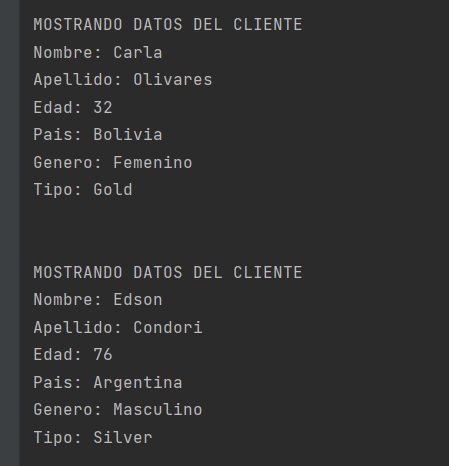 MOSTRANDO DATOS DEL CLIENTE
Nombre: Carla
Apellido: Olivares
Edad: 32
Pais: Bolivia
Genero: Femenino
Tipo: Gold
MOSTRANDO DATOS DEL CLIENTE
Nombre: Edson
Apellido: Condori
Edad: 76
Pais: Argentina
Genero: Masculino
Tipo: Silver